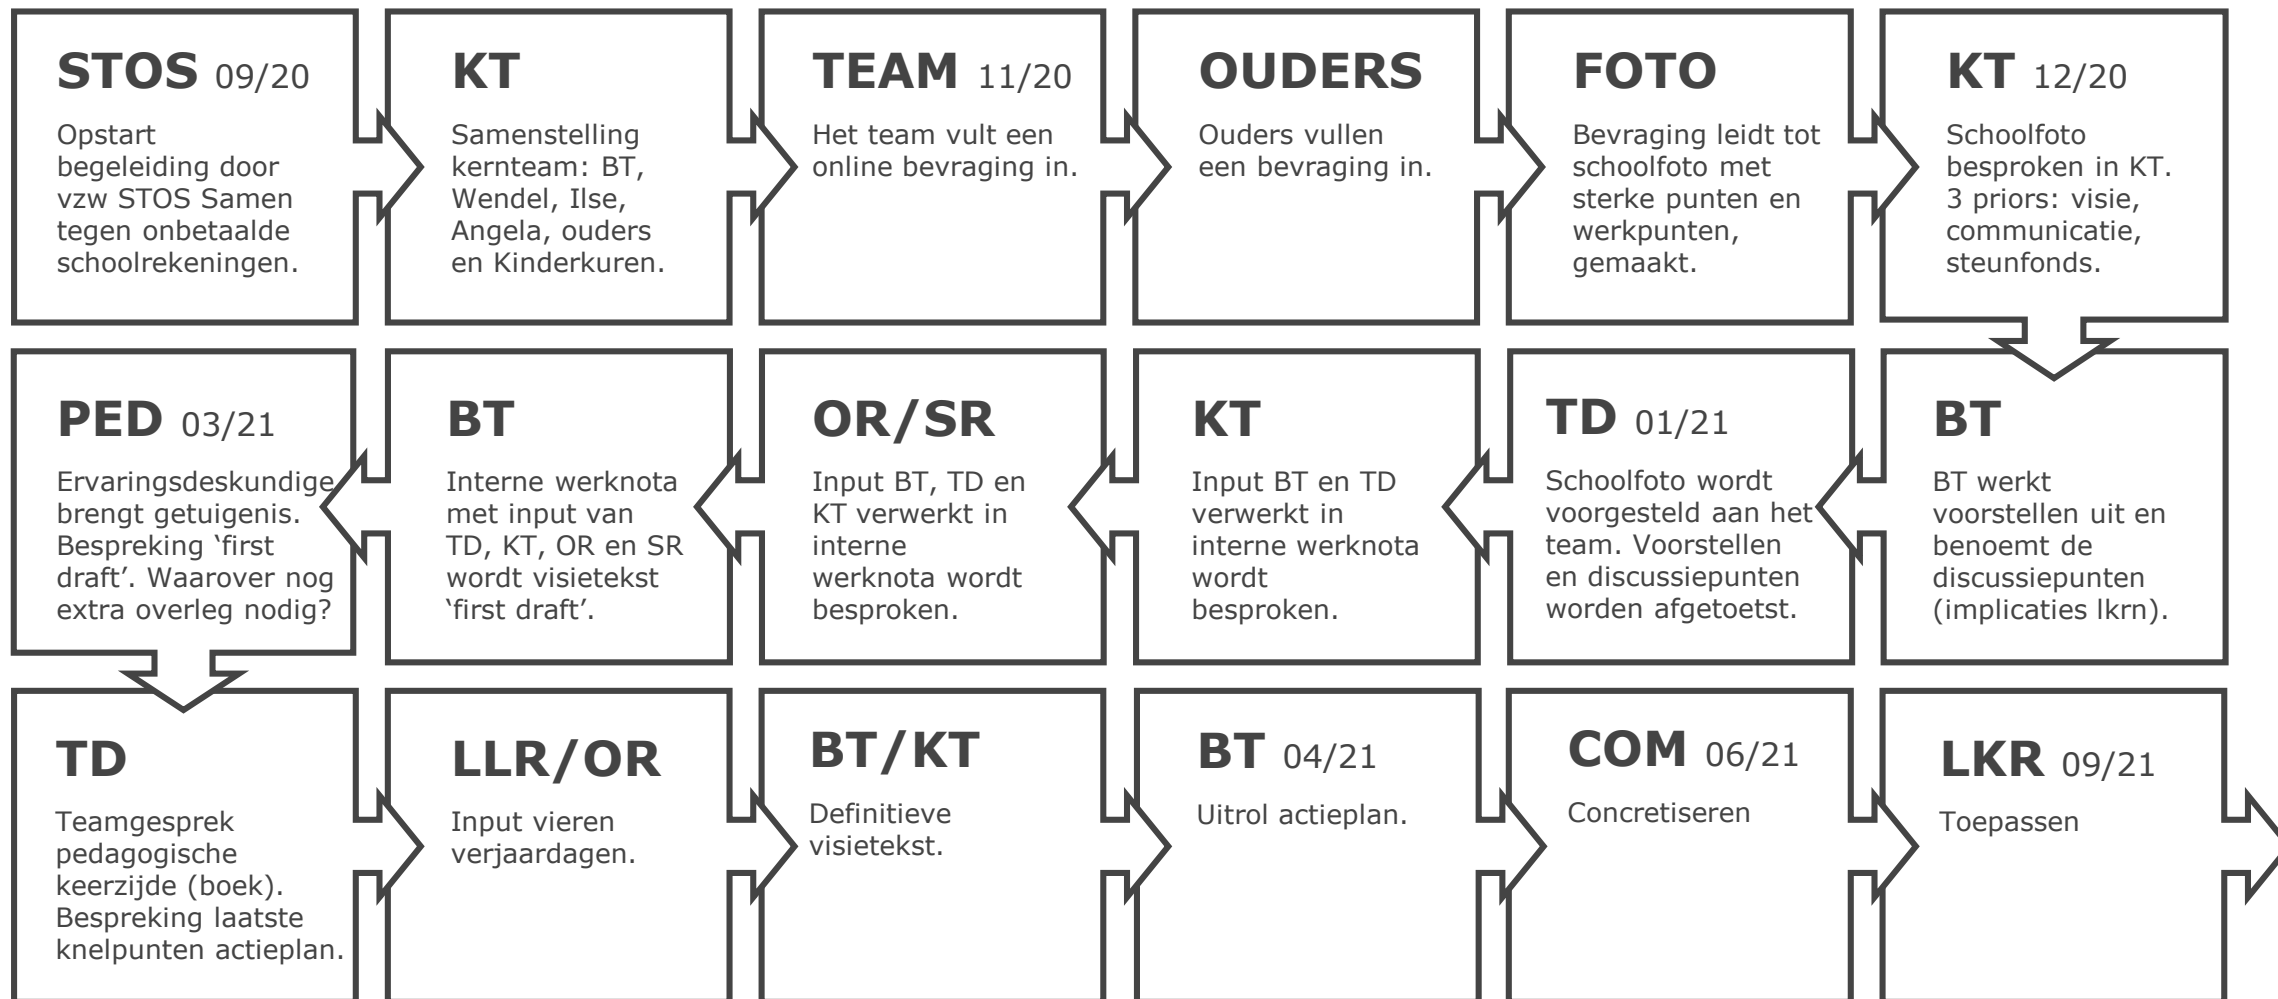 STOS 09/20
Opstart
begeleiding door
vzw STOS Samen
tegen onbetaalde
schoolrekeningen.
KT
Samenstelling
kernteam: BT,
Wendel, Ilse,
Angela, ouders
en Kinderkuren.
TEAM 11/20
Het team vult een
online bevraging in.
OUDERS
Ouders vullen
een bevraging in.
FOTO
Bevraging leidt tot
schoolfoto met
sterke punten en
werkpunten,
gemaakt.
KT 12/20
Schoolfoto
besproken in KT.
3 priors: visie,
communicatie,
steunfonds.
BT
BT werkt
voorstellen uit en
benoemt de
discussiepunten
(implicaties lkrn).
TD 01/21
Schoolfoto wordt
voorgesteld aan het
team. Voorstellen
en discussiepunten
worden afgetoetst.
KT
Input BT en TD
verwerkt in
interne werknota
wordt
besproken.
OR/SR
Input BT, TD en
KT verwerkt in
interne
werknota wordt
besproken.
BT
Interne werknota
met input van
TD, KT, OR en SR
wordt visietekst
‘first draft’.
PED 03/21
Ervaringsdeskundige
brengt getuigenis.
Bespreking ‘first
draft’. Waarover nog
extra overleg nodig?
TD
Teamgesprek
pedagogische
keerzijde (boek).
Bespreking laatste
knelpunten actieplan.
LLR/OR
Input vieren
verjaardagen.
BT/KT
Definitieve
visietekst.
BT 04/21
Uitrol actieplan.
COM 06/21
Concretiseren
LKR 09/21
Toepassen